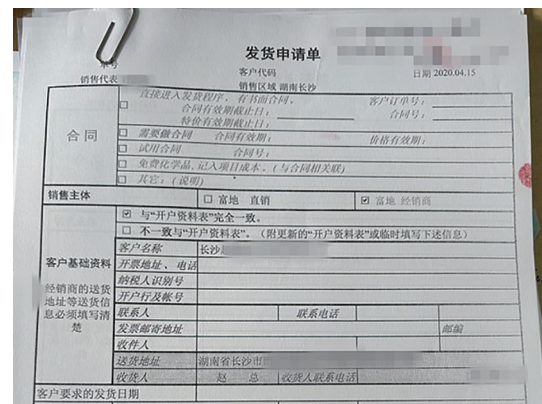 发货申请单
单号
客户代码
销售代表
销售区域 湖南长沙
日期 2020.04.15
合同
直接进入发货程序，有书面合同。 客户订单号：
合同有效期截止日： 合同号：
特价有效期截止日：
需要做合同 合同有效期： 价格有效期：
试用合同 合同号：
免费化学品,记入项目成本。(与合同相关联)
其它：(说明)
销售主体
富地 直销
富地 经销商
客户基础资料
经销商的送货地址等送货信息必须填写清楚
与“开户资料表”完全一致。
不一致与“开户资料表”。（附更新的“开户资料表”或临时填写下述信息）
客户名称 长沙
开票地址、电话
纳税人识别号
开户行及帐号
联系人 联系电话
发票邮寄地址 邮编
收件人
送货地址 湖南省长沙市
收货人 赵 总 收货人联系电话
客户要求的发货日期